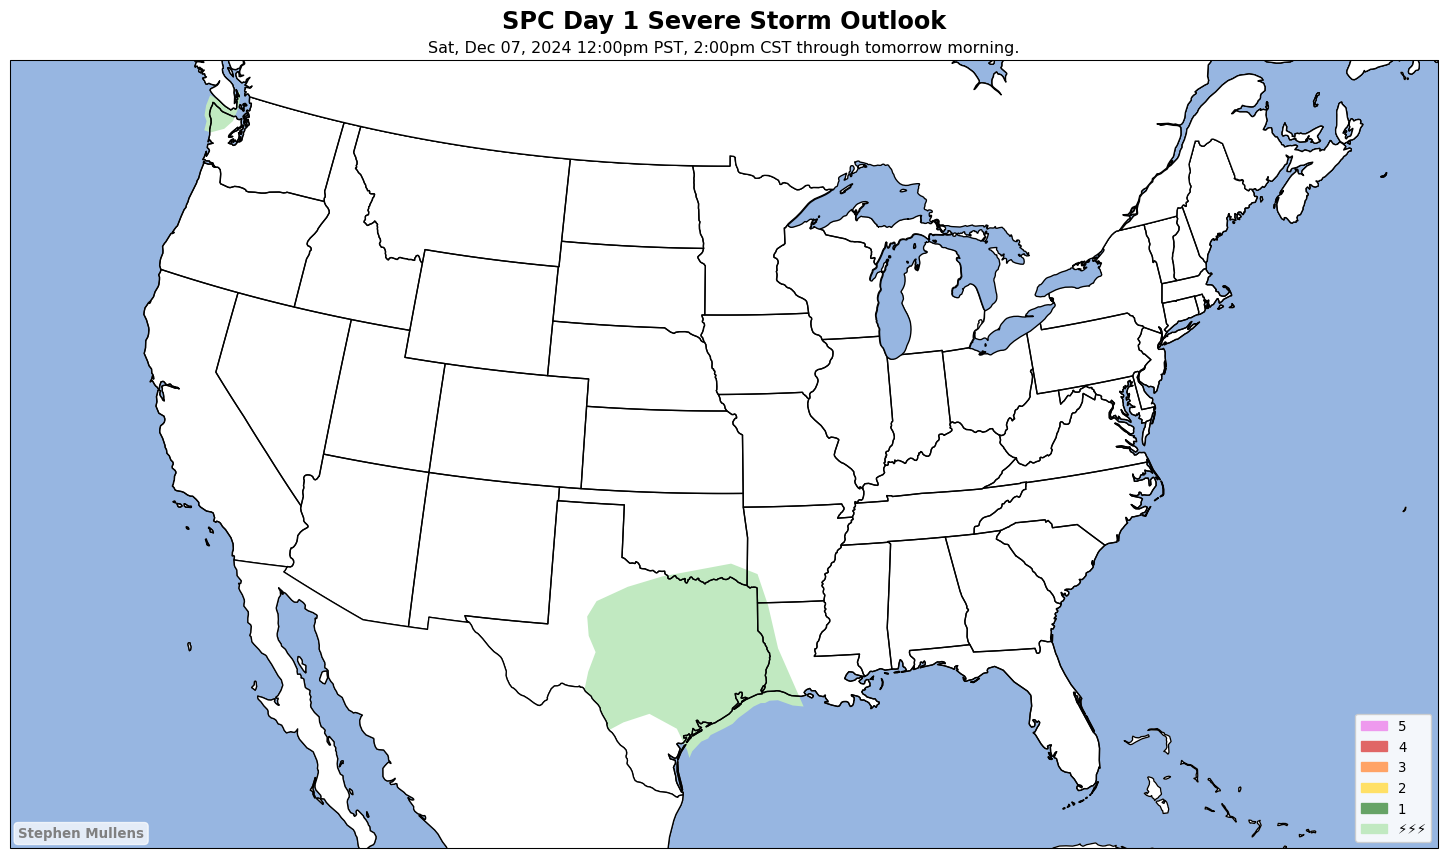 SPC Day 1 Severe Storm Outlook
Sat, Dec 07, 2024 12:00pm PST, 2:00pm CST through tomorrow morning.
5
4
3
2
1
⚡⚡⚡
Stephen Mullens